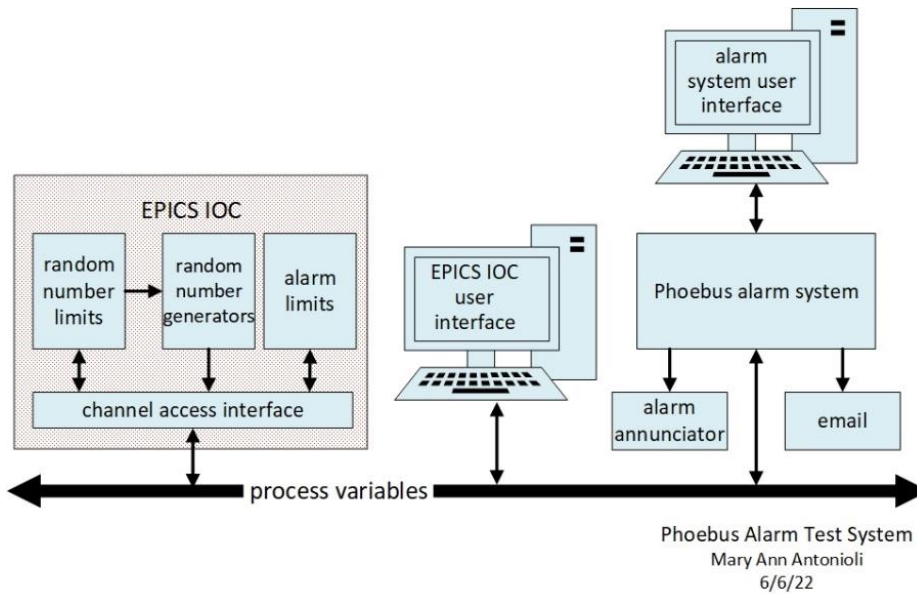 alarm
system user
interface
EPICS IOC
random
number
limits
random
number
generators
alarm
limits
channel access interface
EPICS IOC
user
interface
Phoebus alarm system
alarm
annunciator
email
process variables
Phoebus Alarm Test System
Mary Ann Antonioli
6/6/22